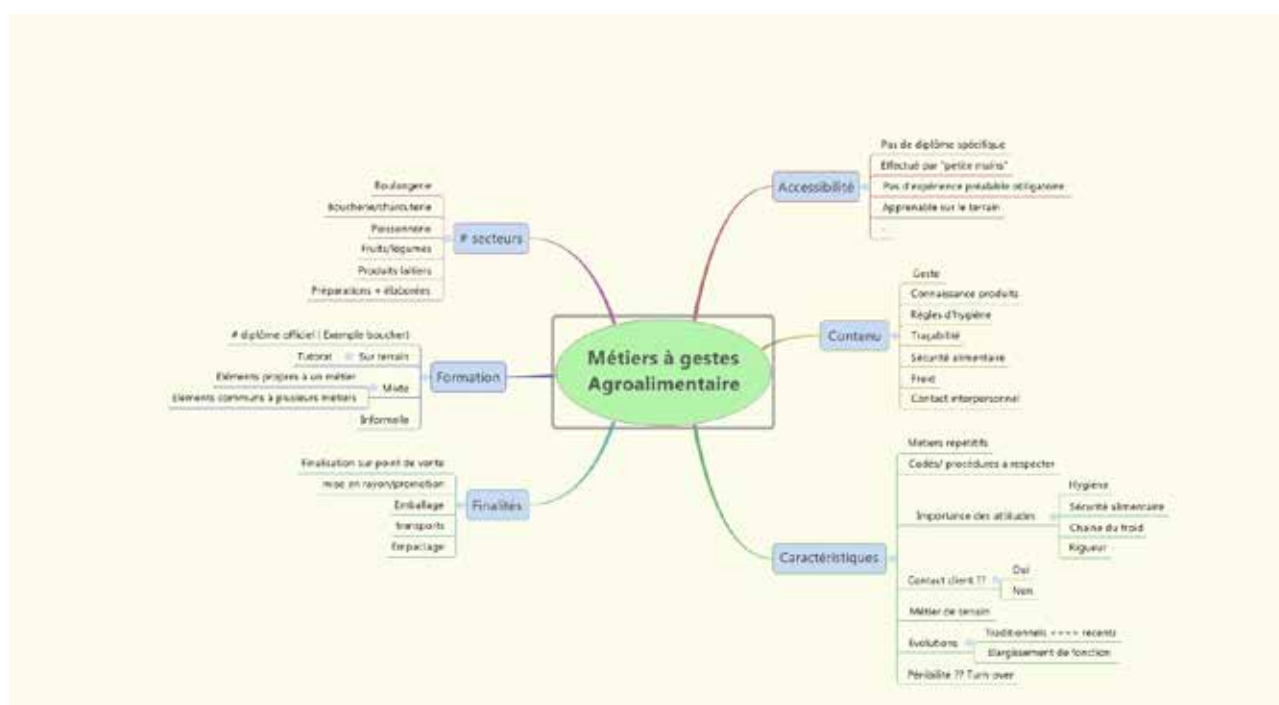 Métiers à gestes
Agroalimentaire
Accessibilité
Pas de diplôme spécifique
Effectué par "petite mains"
Pas d'expérience préalable obligatoire
Apprenable sur le terrain
.
Contenu
Geste
Connaissance produits
Règles d'hygiène
Traçabilité
Sécurité alimentaire
Froid
Contact interpersonnel
Caractéristiques
Métiers répétitifs
Codes/ procédures a respecter
Importance des attitudes
Hygiène
Sécurité alimentaire
Chaine du froid
Rigueur
Contact client ??
Oui
Non
Métier de terrain
Evolutions
Traditionnels ==== recents
Elargissement de fonction
Pénibilité ?? Turn over
# secteurs
Boulangerie
Boucherie/charcuterie
Poissonnerie
Fruits/légumes
Produits laitiers
Préparations + élaborées
Formation
# diplôme officiel ( Exemple boucher)
Sur terrain
Tutorat
Mixte
Eléments propres à un métier
Eléments communs à plusieurs métiers
Informelle
Finalités
Finalisation sur point de vente
mise en rayon/promotion
Emballage
transports
Empactage